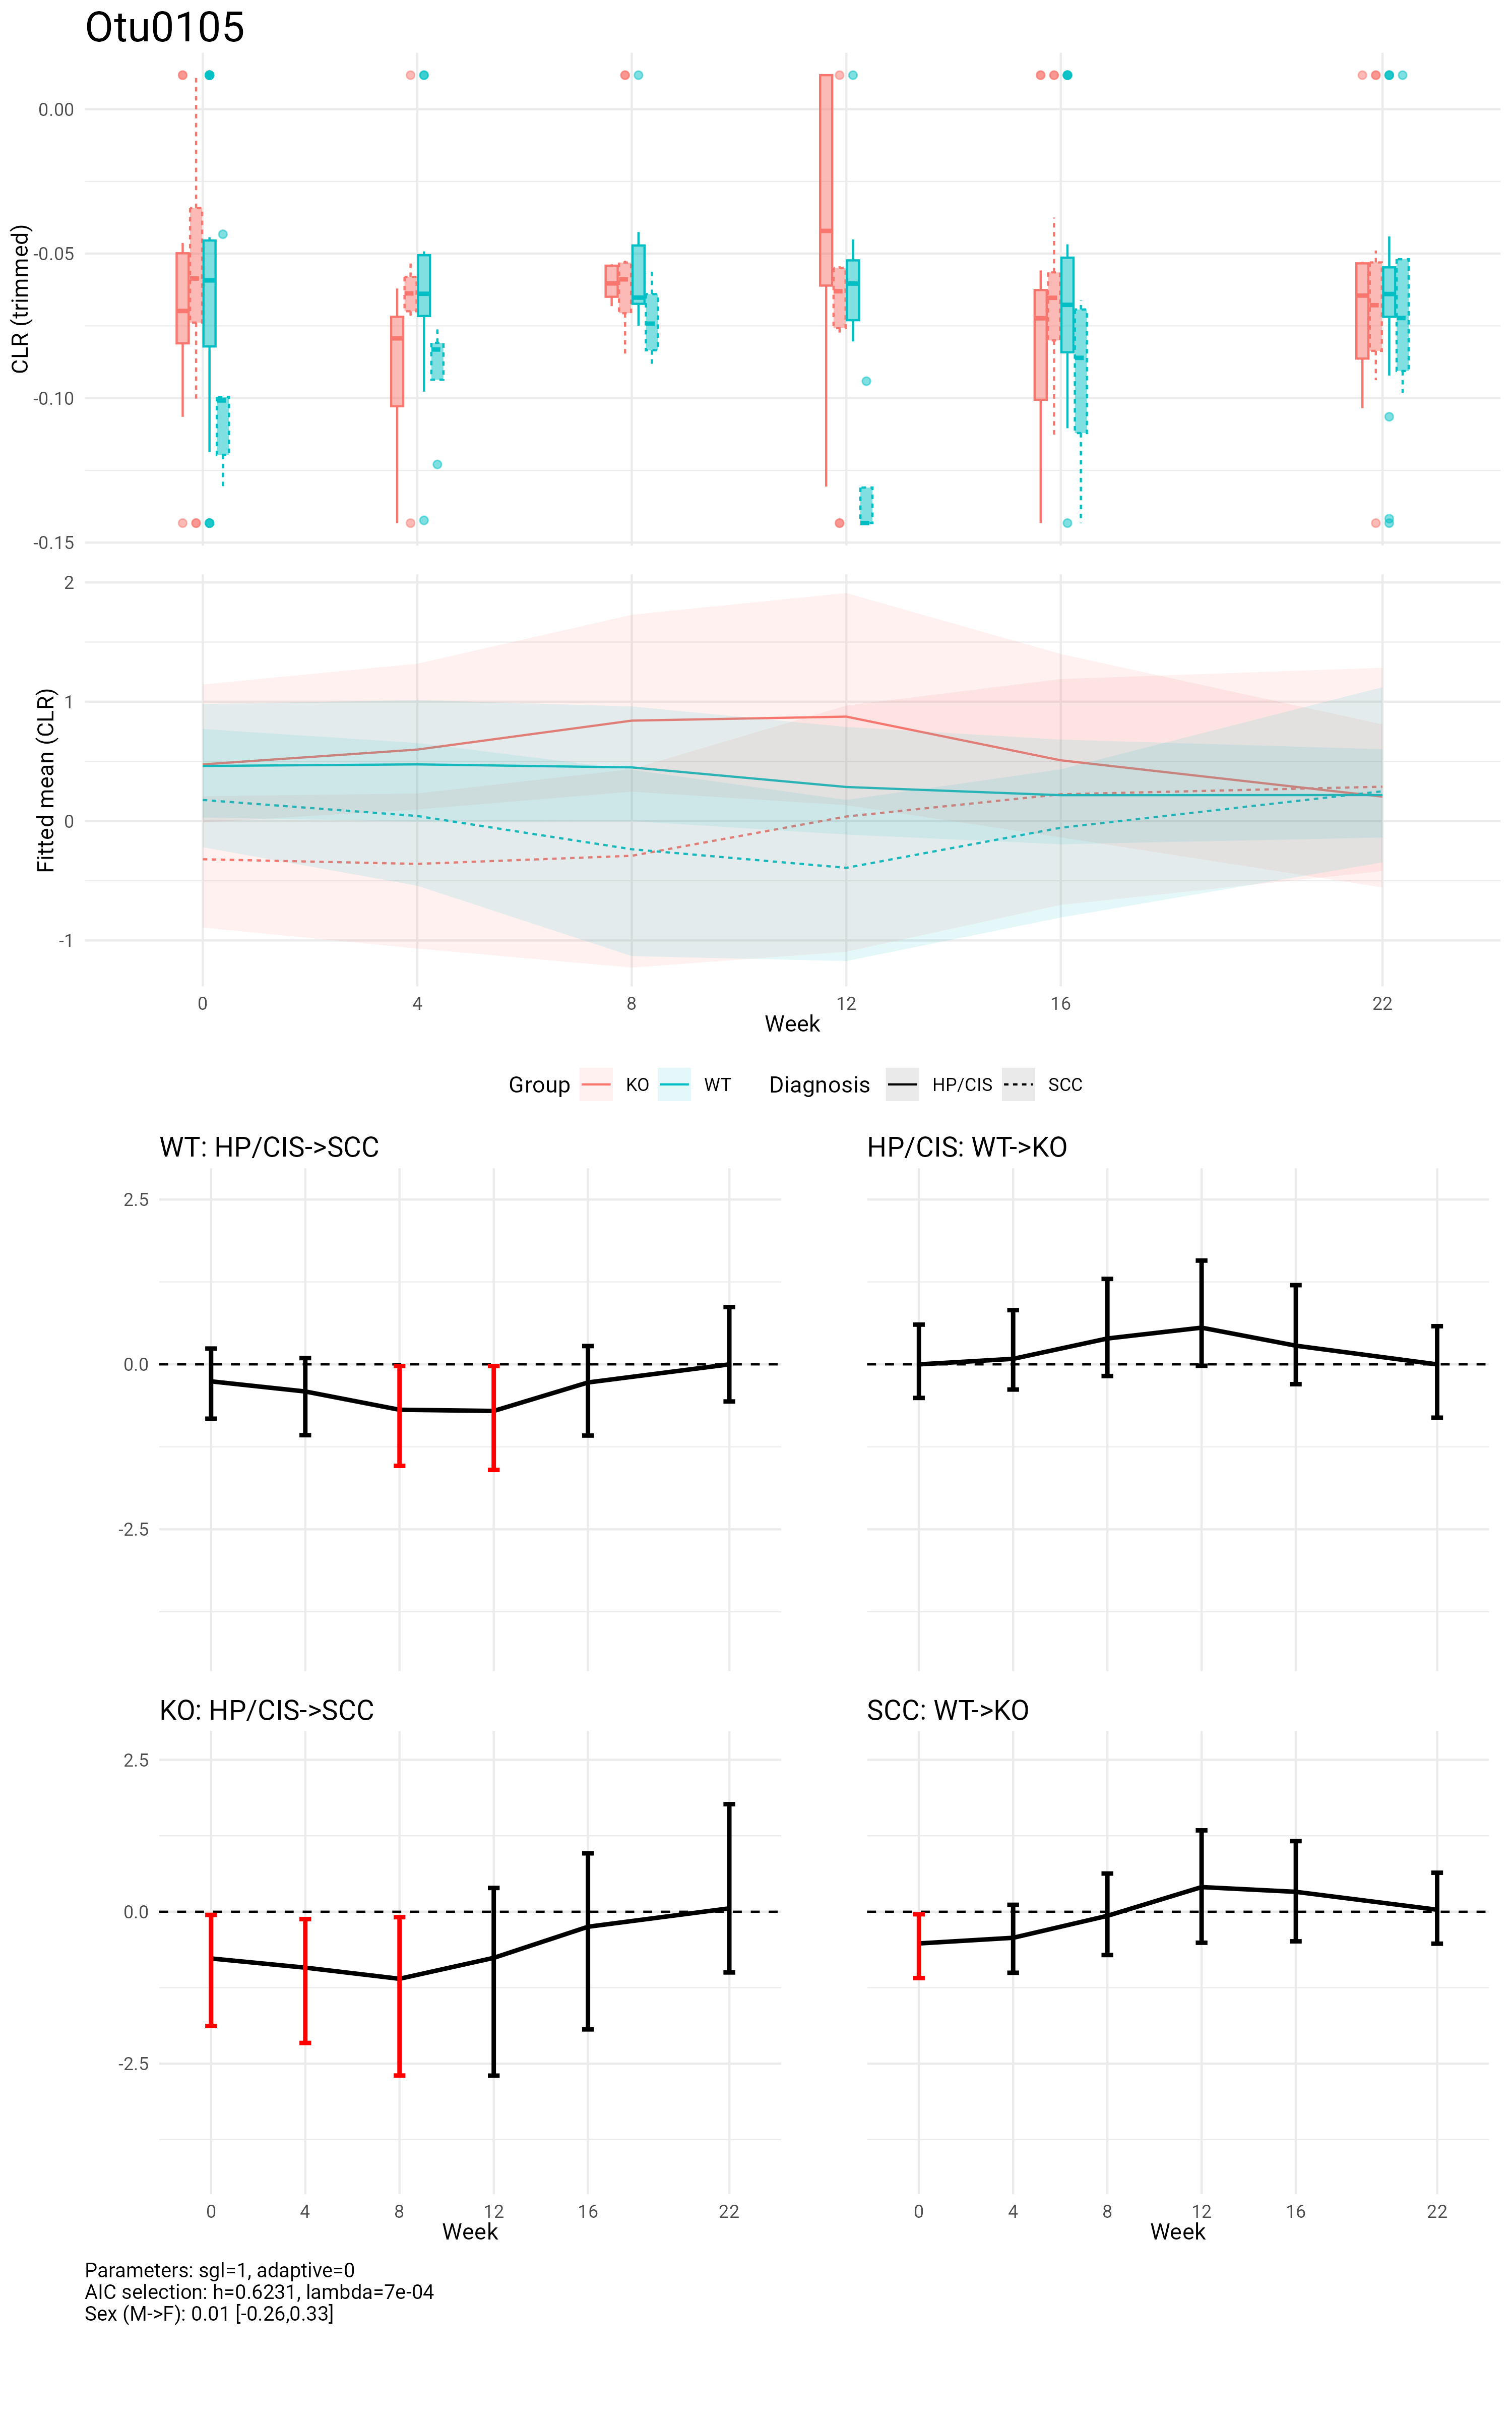 Otu0105
CLR (trimmed)
0.00
-0.05
-0.10
-0.15
Fitted mean (CLR)
2
1
0
-1
0 4 8 12 16 22
Week
Group KO WT Diagnosis HP/CIS SCC
WT: HP/CIS->SCC
HP/CIS: WT->KO
2.5
0.0
-2.5
KO: HP/CIS->SCC
SCC: WT->KO
2.5
0.0
-2.5
0 4 8 12 16 22
0 4 8 12 16 22
Week
Week
Parameters: sgl=1, adaptive=0
AIC selection: h=0.6231, lambda=7e-04
Sex (M->F): 0.01 [-0.26,0.33]